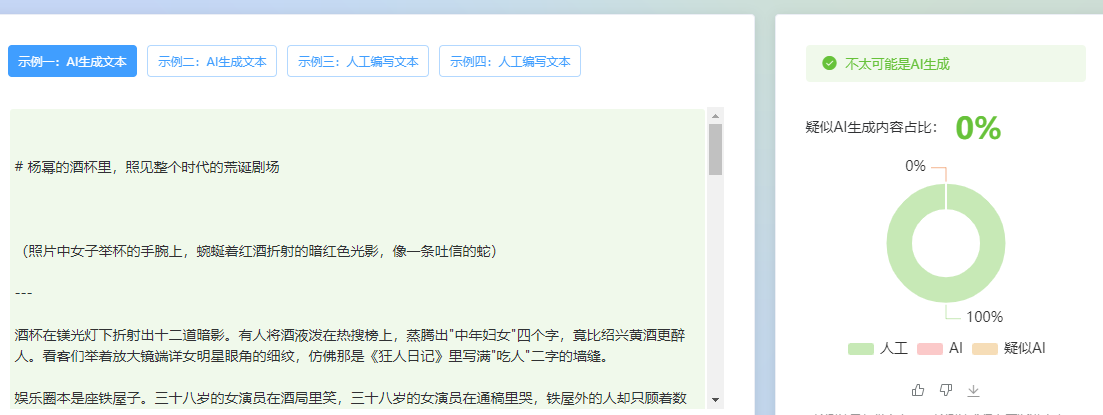 示例一：AI生成文本
示例二：AI生成文本
示例三：人工编写文本
示例四：人工编写文本
# 杨幂的酒杯里，照见整个时代的荒诞剧场
（照片中女子举杯的手腕上，蜿蜒着红酒折射的暗红色光影，像一条吐信的蛇）
---
酒杯在镁光灯下折射出十二道暗影。有人将酒液泼在热搜榜上，蒸腾出"中年妇女"四个字，竟比绍兴黄酒更醉
人。看客们举着放大镜端详女明星眼角的细纹，仿佛那是《狂人日记》里写满"吃人"二字的墙缝。
娱乐圈本是座铁屋子。三十八岁的女演员在酒局里笑，三十八岁的女演员在通稿里哭，铁屋外的人却只顾着数
不太可能是AI生成
疑似AI生成内容占比：
0%
0%
100%
人工
AI
疑似AI